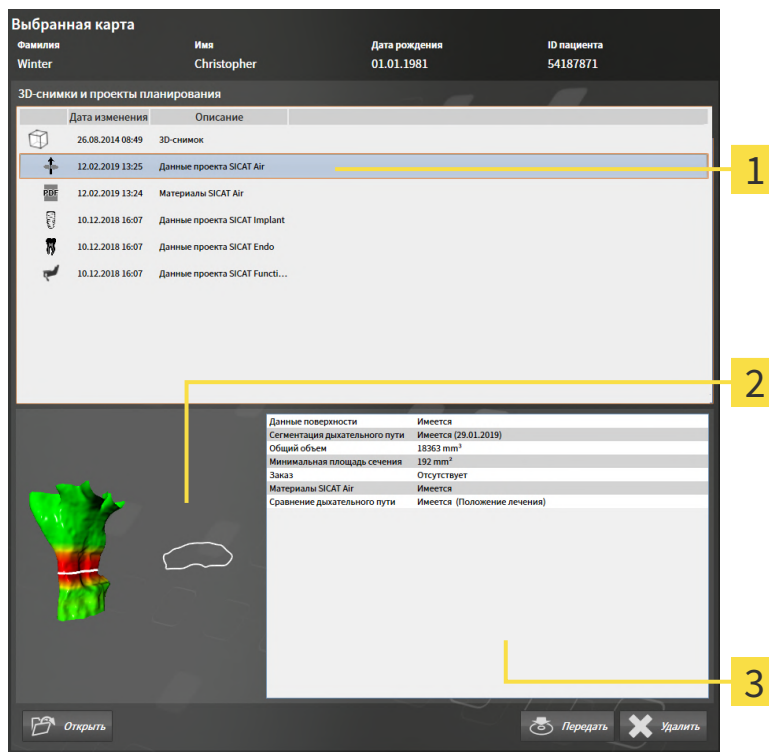 Выбранная карта
Фамилия Имя Дата рождения ID пациента
Winter Christopher 01.01.1981 54187871
3D-снимки и проекты планирования
Дата изменения Описание
26.08.2014 08:49 3D-снимок
12.02.2019 13:25 Данные проекта SICAT Air
1
PDF 12.02.2019 13:24 Материалы SICAT Air
10.12.2018 16:07 Данные проекта SICAT Implant
10.12.2018 16:07 Данные проекта SICAT Endo
10.12.2018 16:07 Данные проекта SICAT Functi...
2
Данные поверхности Имеется
Сегментация дыхательного пути Имеется (29.01.2019)
Общий объем 18363 mm³
Минимальная площадь сечения 192 mm²
Заказ Отсутствует
Материалы SICAT Air Имеется
Сравнение дыхательного пути Имеется (Положение лечения)
3
Открыть Передать Удалить